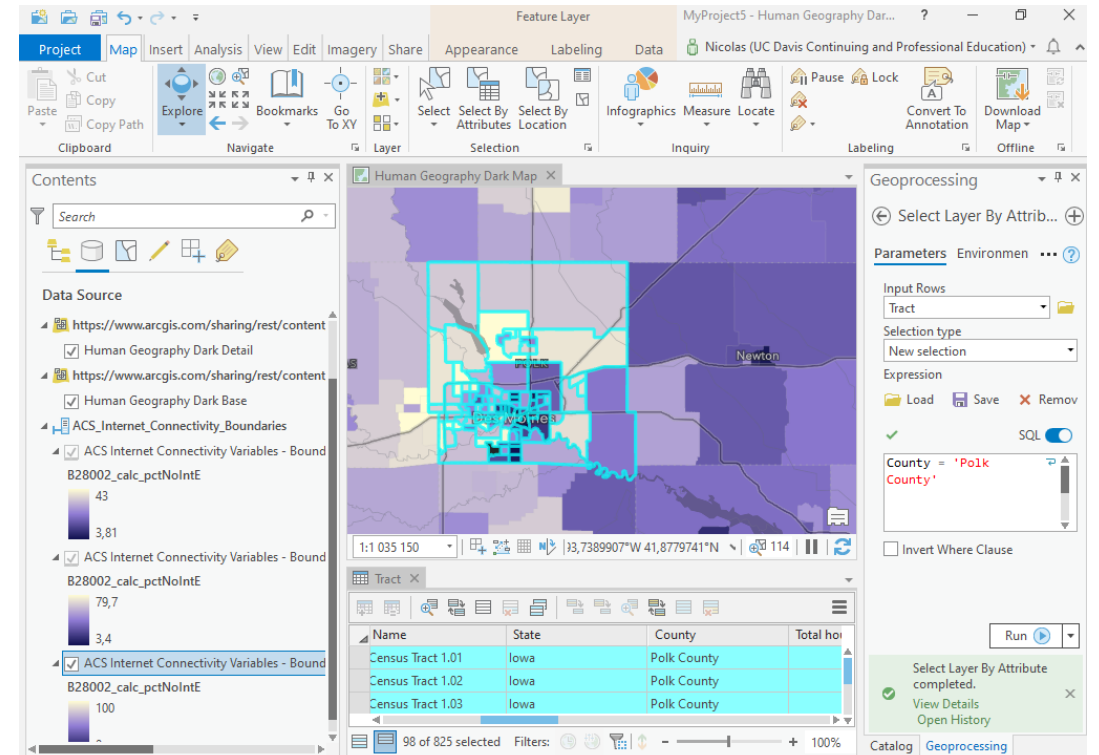 Feature Layer
MyProject5 - Human Geography Dar...
?
Project Map Insert Analysis View Edit Imagery Share Appearance Labeling Data Nicolas (UC Davis Continuing and Professional Education)
Paste
Cut
Copy
Copy Path
Clipboard
Explore
Bookmarks
Go
To XY
Navigate
Layer
Select
Select By
Attributes
Select By
Location
Selection
Infographics
Measure
Locate
Inquiry
Pause
Lock
Convert To
Annotation
Labeling
Download
Map
Offline
Contents
Search
Data Source
https://www.arcgis.com/sharing/rest/content
Human Geography Dark Detail
https://www.arcgis.com/sharing/rest/content
Human Geography Dark Base
ACS_Internet_Connectivity_Boundaries
ACS Internet Connectivity Variables - Bound
B28002_calc_pctNoIntE
43
3,81
ACS Internet Connectivity Variables - Bound
B28002_calc_pctNoIntE
79,7
3,4
ACS Internet Connectivity Variables - Bound
B28002_calc_pctNoIntE
100
Human Geography Dark Map
POLK
Newton
Des Moines
1:1 035 150
93,7389907°W 41,8779741°N
114
Tract
Name State County Total hou
Census Tract 1.01 Iowa Polk County
Census Tract 1.02 Iowa Polk County
Census Tract 1.03 Iowa Polk County
98 of 825 selected
Filters:
- + 100%
Geoprocessing
Select Layer By Attrib...
Parameters Environmen ... ?
Input Rows
Tract
Selection type
New selection
Expression
Load Save Remov
SQL
County = 'Polk
County'
Invert Where Clause
Run
Select Layer By Attribute
completed.
View Details
Open History
Catalog Geoprocessing